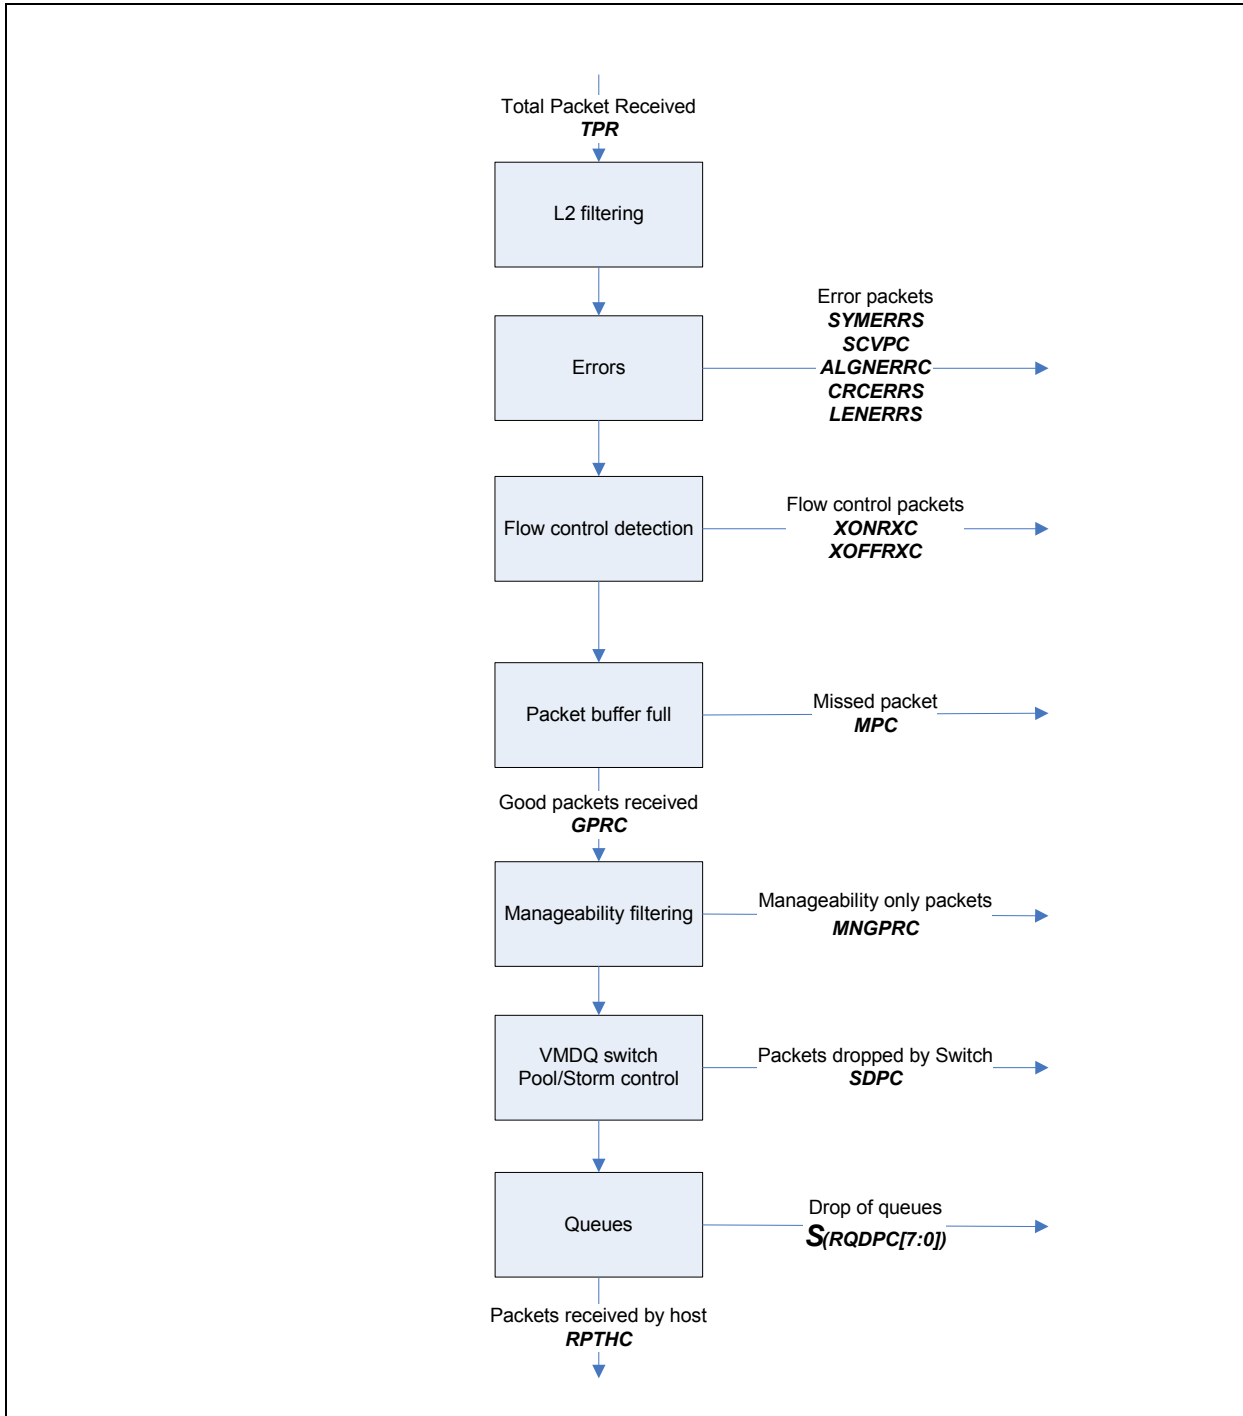 Total Packet Received
TPR
L2 filtering
Error packets
SYMERRS
SCVPC
Errors
ALGNERRC
CRCERRS
LENERRS
Flow control packets
Flow control detection
XONRXC
XOFFRXC
Missed packet
Packet buffer full
MPC
Good packets received
GPRC
Manageability only packets
Manageability filtering
MNGPRC
VMDQ switch
Pool/Storm control
Packets dropped by Switch
SDPC
Drop of queues
Queues
S(RQDPC[7:0])
Packets received by host
RPTHC